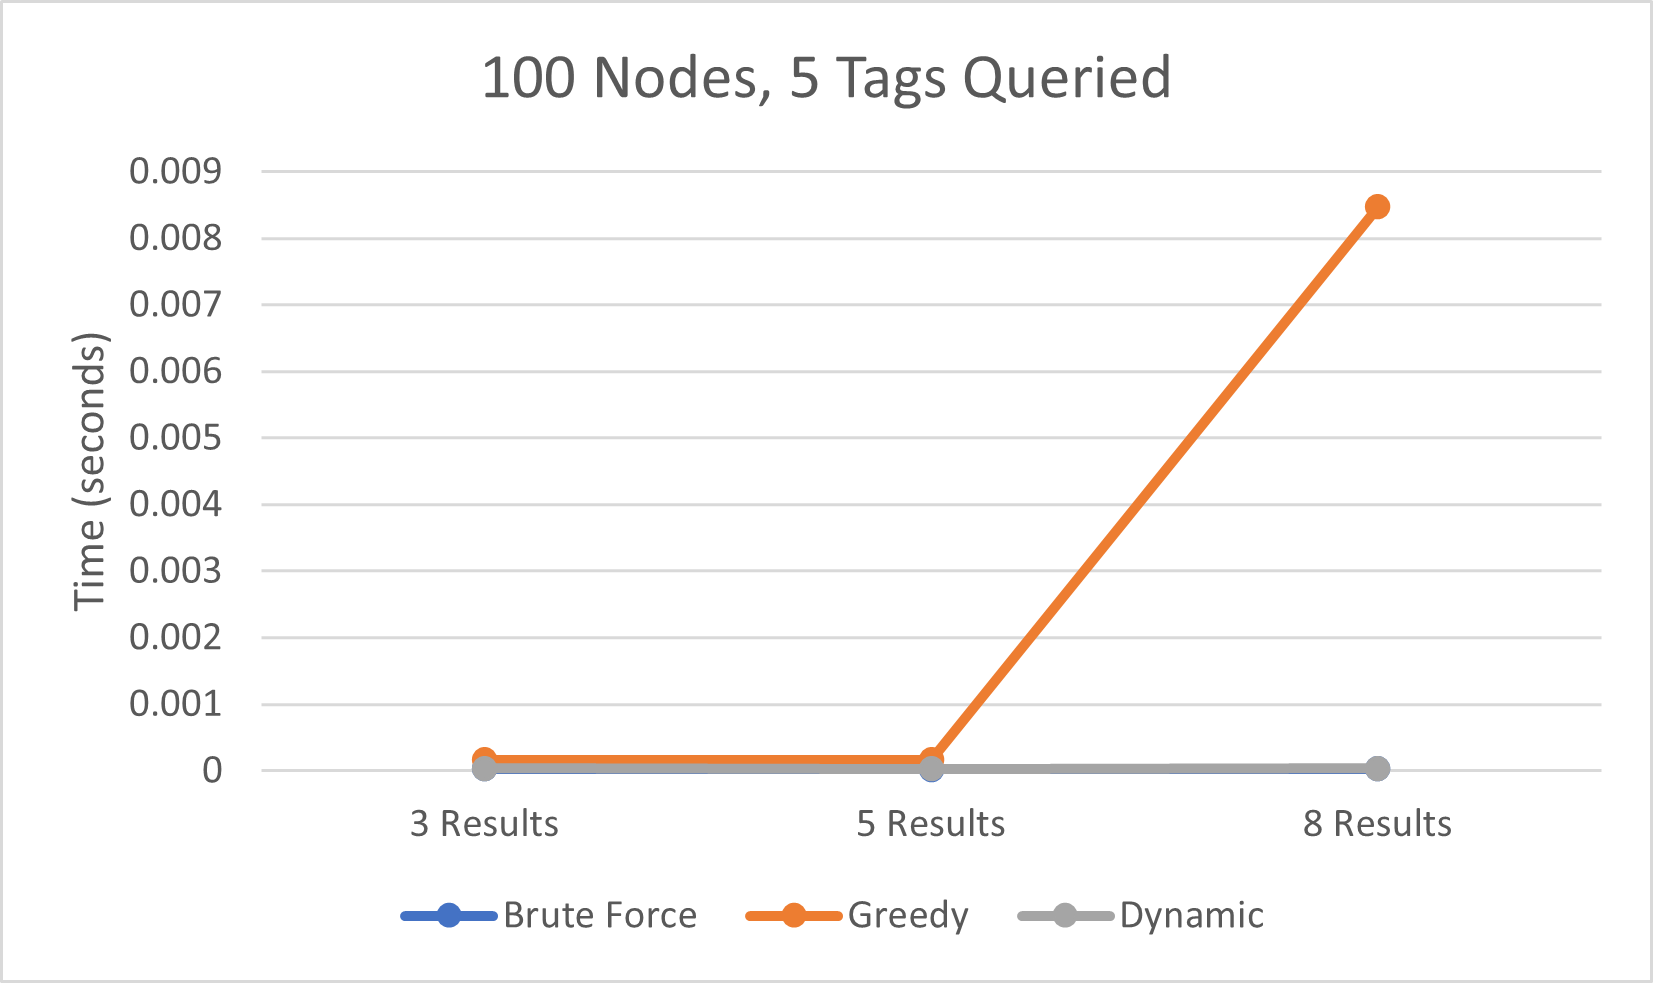 100 Nodes, 5 Tags Queried
Time (seconds)
0.009
0.008
0.007
0.006
0.005
0.004
0.003
0.002
0.001
0
3 Results 5 Results 8 Results
Brute Force Greedy Dynamic